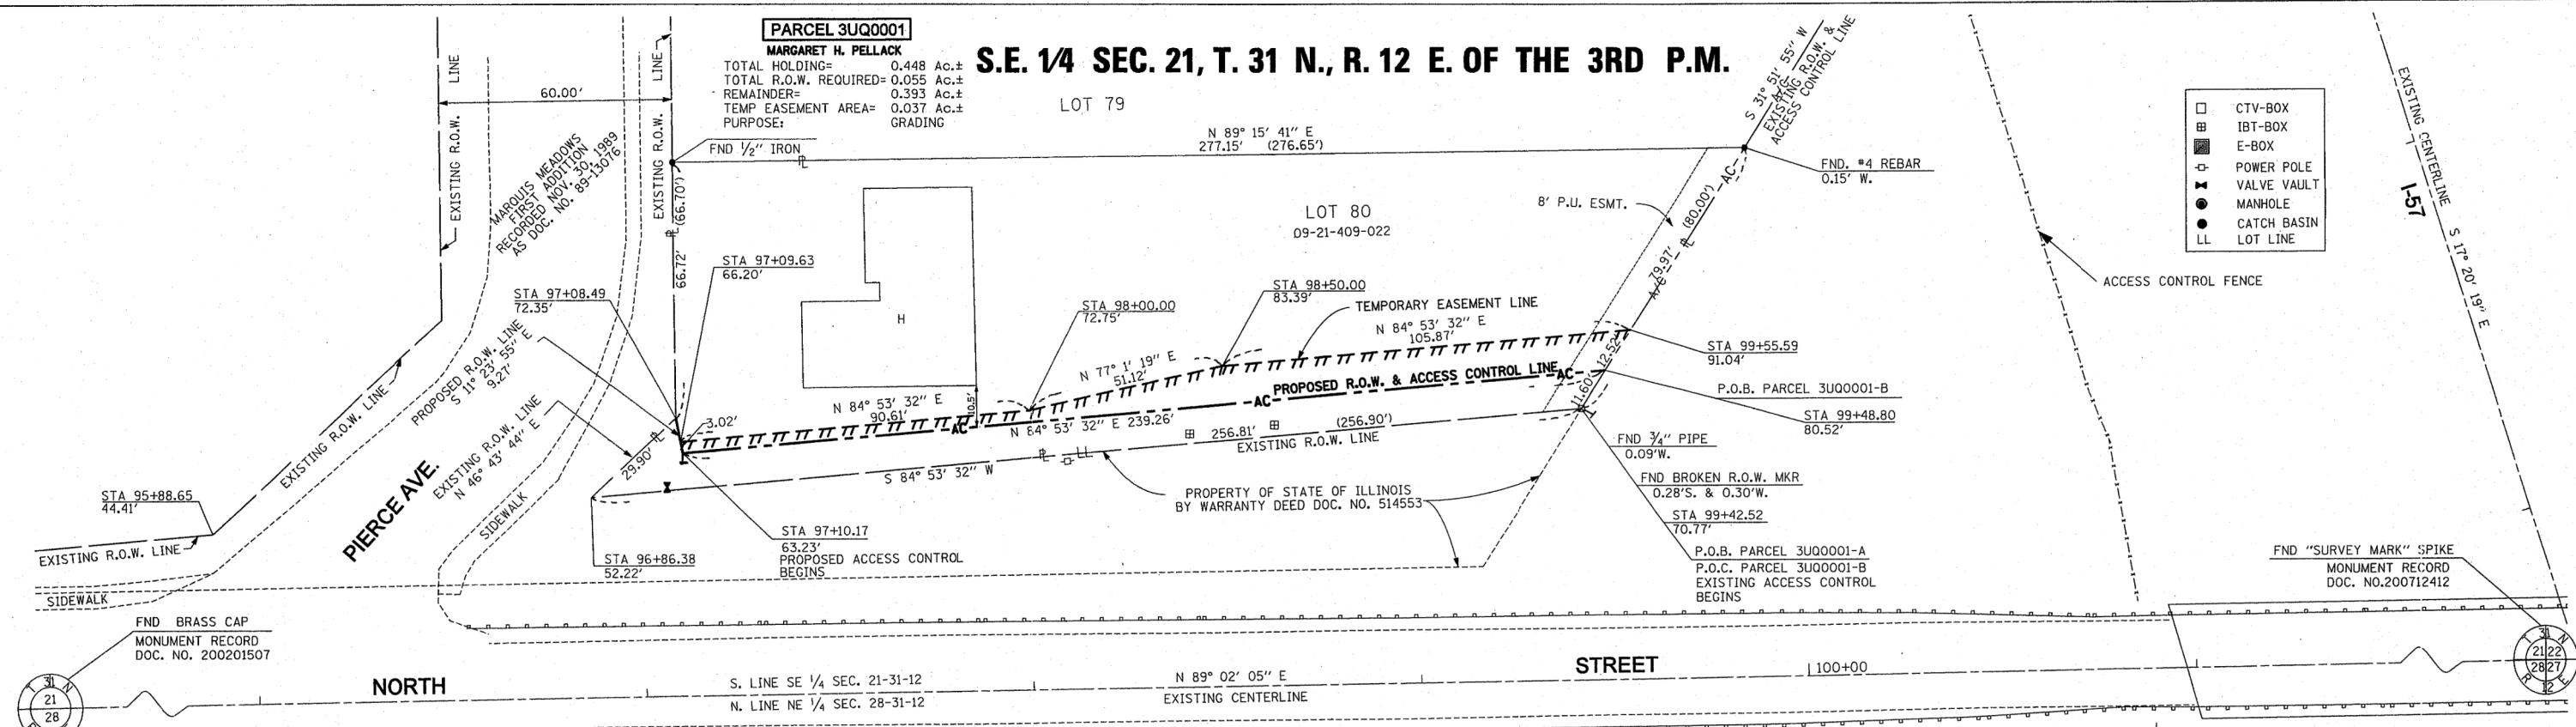 PARCEL 3UQ0001
MARGARET H. PELLACK
TOTAL HOLDING= 0.448 Ac.±
TOTAL R.O.W. REQUIRED= 0.055 Ac.±
REMAINDER= 0.393 Ac.±
TEMP EASEMENT AREA= 0.037 Ac.±
PURPOSE: GRADING
S.E. 1/4 SEC. 21, T. 31 N., R. 12 E. OF THE 3RD P.M.
LOT 79
60.00'
EXISTING R.O.W. LINE
EXISTING R.O.W. LINE
MARQUIS MEADOWS
FIRST ADDITION
RECORDED NOV. 30, 1989
AS DOC. NO. 89-13076
FND 1/2" IRON
PL
N 89° 15' 41" E
277.15' (276.65')
S 31° 51' 55" W
A/C
EXISTING R.O.W. &
ACCESS CONTROL LINE
FND. #4 REBAR
0.15' W.
EXISTING CENTERLINE S 17° 20' 19" E
I-57
CTV-BOX
IBT-BOX
E-BOX
POWER POLE
VALVE VAULT
MANHOLE
CATCH BASIN
LL LOT LINE
ACCESS CONTROL FENCE
66.72' PL (66.70')
LOT 80
09-21-409-022
8' P.U. ESMT.
A/C 79.97' PL (80.00') AC
STA 97+09.63
66.20'
STA 97+08.49
72.35'
PROPOSED R.O.W. LINE
S 11° 23' 55" E
9.27'
EXISTING R.O.W. LINE
N 46° 43' 44" E
29.90' PL
H
STA 98+00.00
72.75'
STA 98+50.00
83.39'
TEMPORARY EASEMENT LINE
N 84° 53' 32" E
105.87'
N 77° 1' 19" E
51.12'
N 84° 53' 32" E
90.61'
3.02'
10.5'
12.52'
11.60'
PROPOSED R.O.W. & ACCESS CONTROL LINE AC
AC
AC
N 84° 53' 32" E 239.26'
256.81' (256.90')
EXISTING R.O.W. LINE
PL LL
S 84° 53' 32" W
STA 99+55.59
91.04'
P.O.B. PARCEL 3UQ0001-B
STA 99+48.80
80.52'
FND 3/4" PIPE
0.09'W.
FND BROKEN R.O.W. MKR
0.28'S. & 0.30'W.
STA 99+42.52
70.77'
P.O.B. PARCEL 3UQ0001-A
P.O.C. PARCEL 3UQ0001-B
EXISTING ACCESS CONTROL
BEGINS
PROPERTY OF STATE OF ILLINOIS
BY WARRANTY DEED DOC. NO. 514553
STA 95+88.65
44.41'
EXISTING R.O.W. LINE
EXISTING R.O.W. LINE
PIERCE AVE.
SIDEWALK
SIDEWALK
STA 96+86.38
52.22'
STA 97+10.17
63.23'
PROPOSED ACCESS CONTROL
BEGINS
FND BRASS CAP
MONUMENT RECORD
DOC. NO. 200201507
FND "SURVEY MARK" SPIKE
MONUMENT RECORD
DOC. NO.200712412
T 31 N
21
28
NORTH
S. LINE SE 1/4 SEC. 21-31-12
N. LINE NE 1/4 SEC. 28-31-12
N 89° 02' 05" E
EXISTING CENTERLINE
STREET
100+00
T 31 N
21 22
28 27
R 12 E